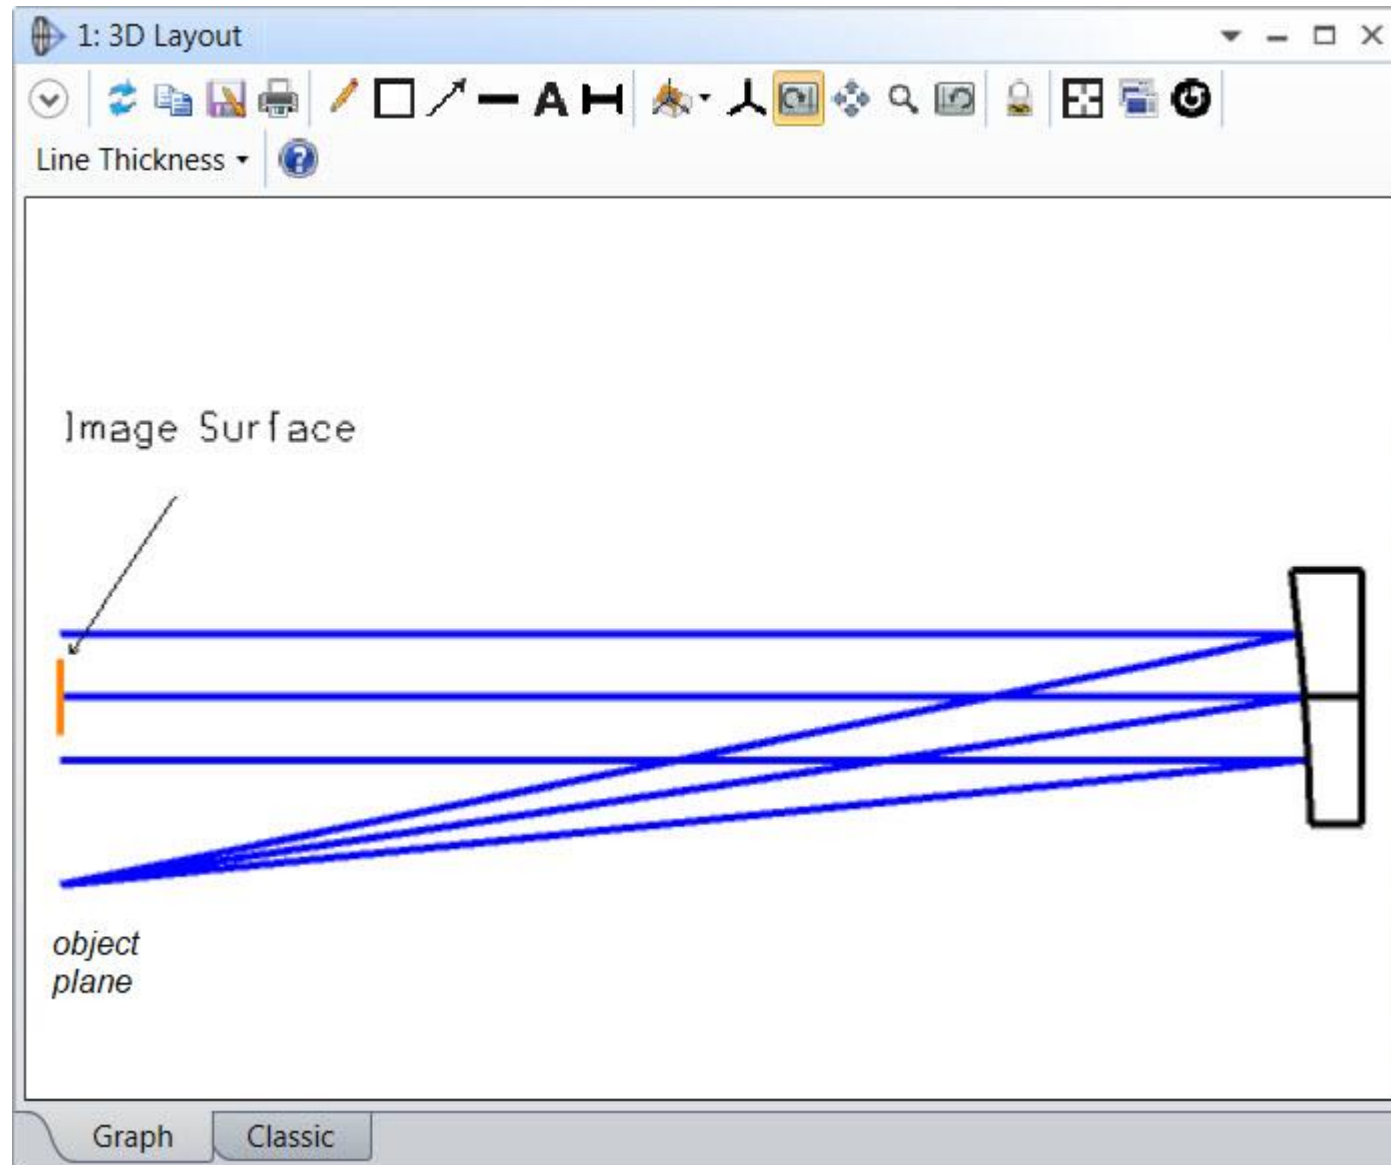 1: 3D Layout
A
Line Thickness
Image Surface
object
plane
Graph
Classic